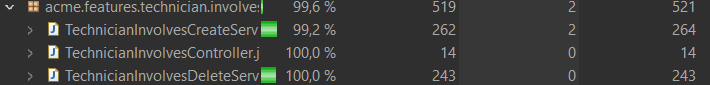 acme.features.technician.involves 99,6 % 519 2 521
TechnicianInvolvesCreateServ 99,2 % 262 2 264
TechnicianInvolvesController.j 100,0 % 14 0 14
TechnicianInvolvesDeleteServ 100,0 % 243 0 243